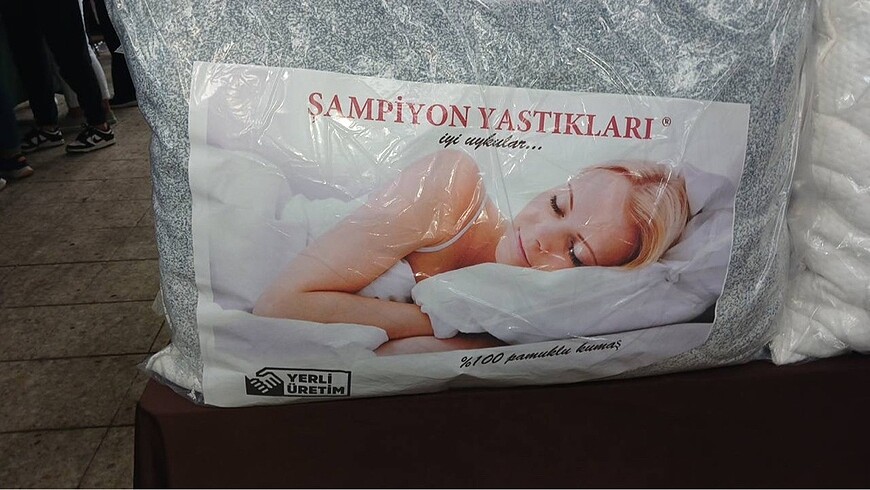 ŞAMPİYON YASTIKLARI ®
iyi uykular...
%100 pamuklu kumaş
YERLİ
ÜRETİM